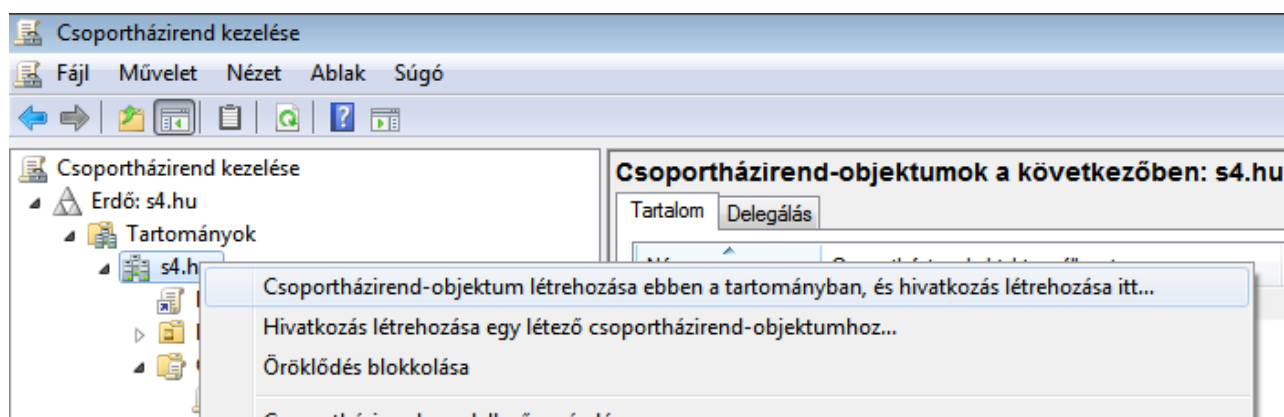 Csoportházirend kezelése
Fájl Művelet Nézet Ablak Súgó
Csoportházirend kezelése
Erdő: s4.hu
Tartományok
s4.h
Csoportházirend-objektumok a következőben: s4.hu
Tartalom Delegálás
Csoportházirend-objektum létrehozása ebben a tartományban, és hivatkozás létrehozása itt...
Hivatkozás létrehozása egy létező csoportházirend-objektumhoz...
Öröklődés blokkolása